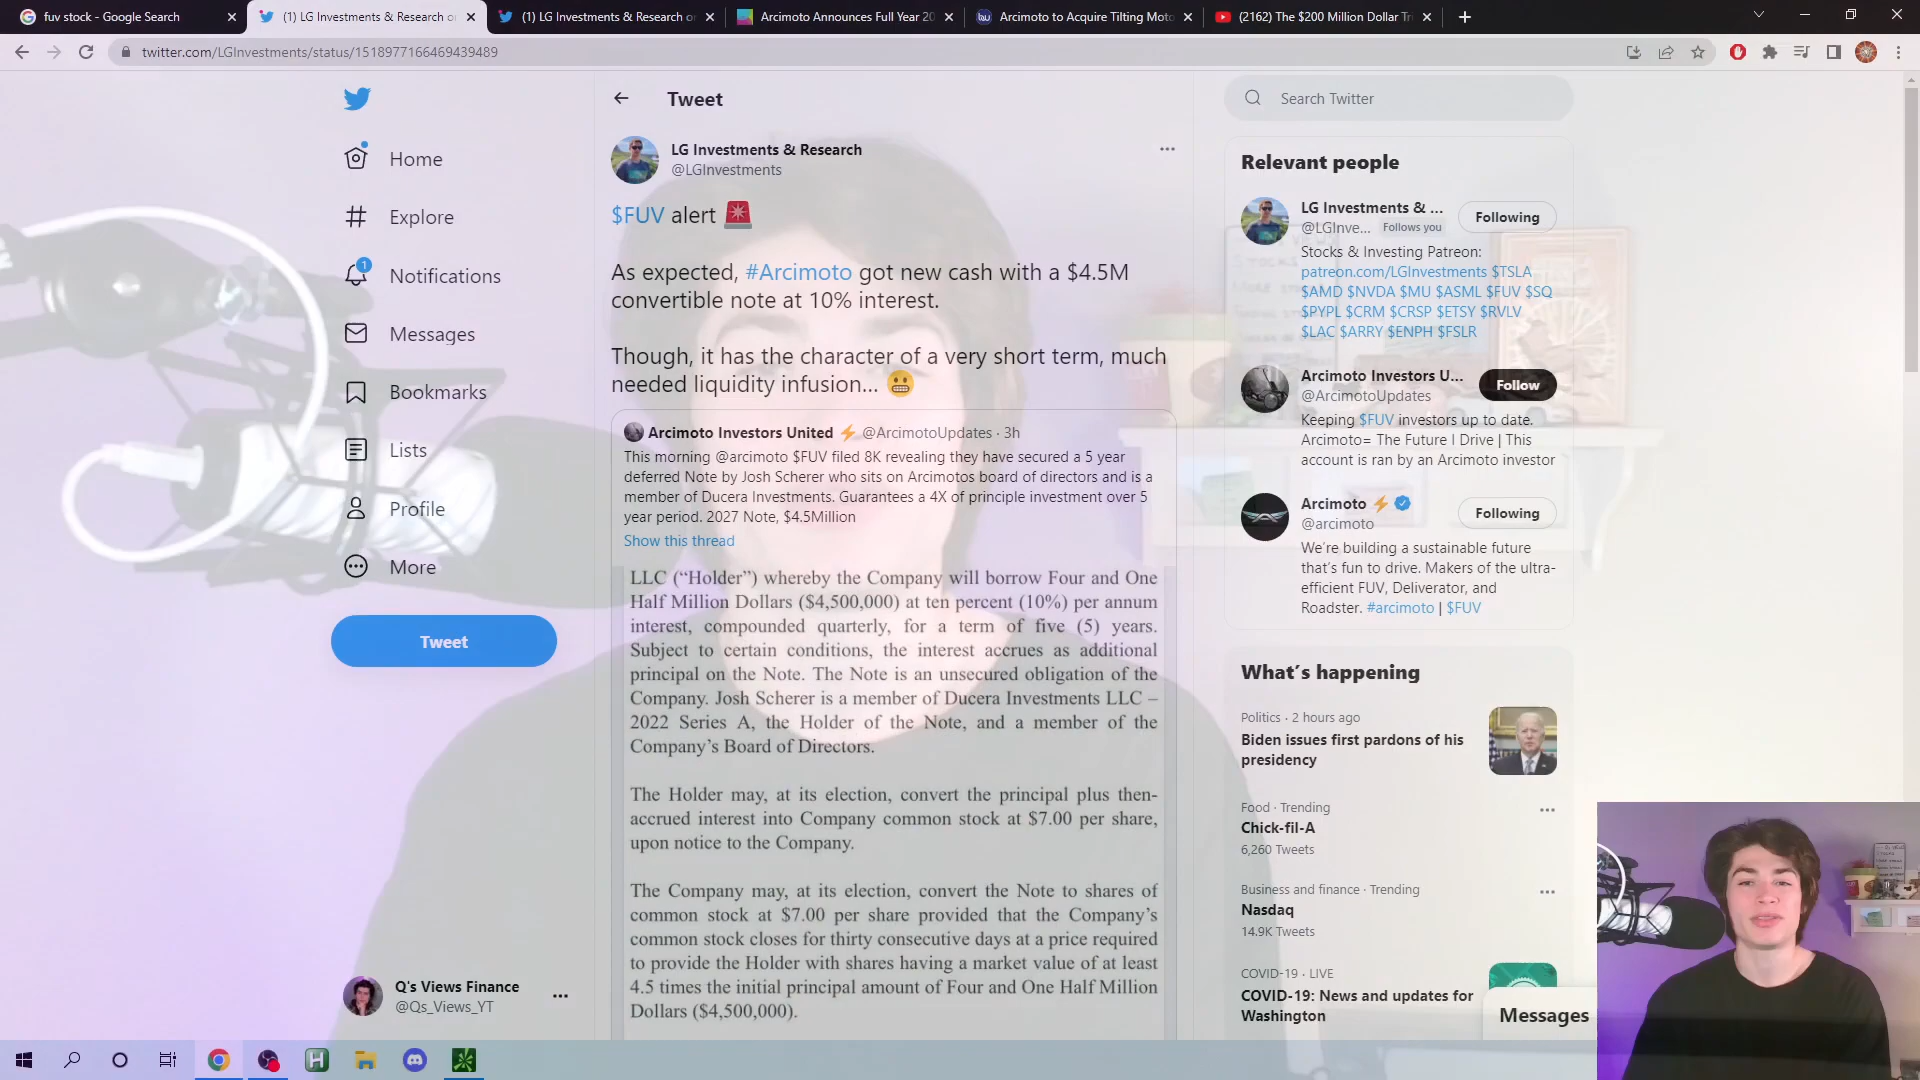 fuv stock - Google Search
(1) LG Investments & Research o
(1) LG Investments & Research or
Arcimoto Announces Full Year 20
Arcimoto to Acquire Tilting Moto
(2162) The $200 Million Dollar Tr
twitter.com/LGInvestments/status/1518977166469439489
Home
Explore
1
Notifications
Messages
Bookmarks
Lists
Profile
More
Tweet
Q's Views Finance
@Qs_Views_YT
Tweet
LG Investments & Research
@LGInvestments
$FUV alert
As expected, #Arcimoto got new cash with a $4.5M
convertible note at 10% interest.
Though, it has the character of a very short term, much
needed liquidity infusion...
Arcimoto Investors United ⚡ @ArcimotoUpdates · 3h
This morning @arcimoto $FUV filed 8K revealing they have secured a 5 year
deferred Note by Josh Scherer who sits on Arcimotos board of directors and is a
member of Ducera Investments. Guarantees a 4X of principle investment over 5
year period. 2027 Note, $4.5Million
Show this thread
LLC (“Holder”) whereby the Company will borrow Four and One
Half Million Dollars ($4,500,000) at ten percent (10%) per annum
interest, compounded quarterly, for a term of five (5) years.
Subject to certain conditions, the interest accrues as additional
principal on the Note. The Note is an unsecured obligation of the
Company. Josh Scherer is a member of Ducera Investments LLC –
2022 Series A, the Holder of the Note, and a member of the
Company’s Board of Directors.
The Holder may, at its election, convert the principal plus then-
accrued interest into Company common stock at $7.00 per share,
upon notice to the Company.
The Company may, at its election, convert the Note to shares of
common stock at $7.00 per share provided that the Company’s
common stock closes for thirty consecutive days at a price required
to provide the Holder with shares having a market value of at least
4.5 times the initial principal amount of Four and One Half Million
Dollars ($4,500,000).
Search Twitter
Relevant people
LG Investments & ...
@LGInve... Follows you
Following
Stocks & Investing Patreon:
patreon.com/LGInvestments $TSLA
$AMD $NVDA $MU $ASML $FUV $SQ
$PYPL $CRM $CRSP $ETSY $RVLV
$LAC $ARRY $ENPH $FSLR
Arcimoto Investors U...
@ArcimotoUpdates
Follow
Keeping $FUV investors up to date.
Arcimoto= The Future I Drive | This
account is ran by an Arcimoto investor
Arcimoto ⚡
@arcimoto
Following
We’re building a sustainable future
that’s fun to drive. Makers of the ultra-
efficient FUV, Deliverator, and
Roadster. #arcimoto | $FUV
What’s happening
Politics · 2 hours ago
Biden issues first pardons of his
presidency
Food · Trending
Chick-fil-A
6,260 Tweets
Business and finance · Trending
Nasdaq
14.9K Tweets
COVID-19 · LIVE
COVID-19: News and updates for
Washington
Messages